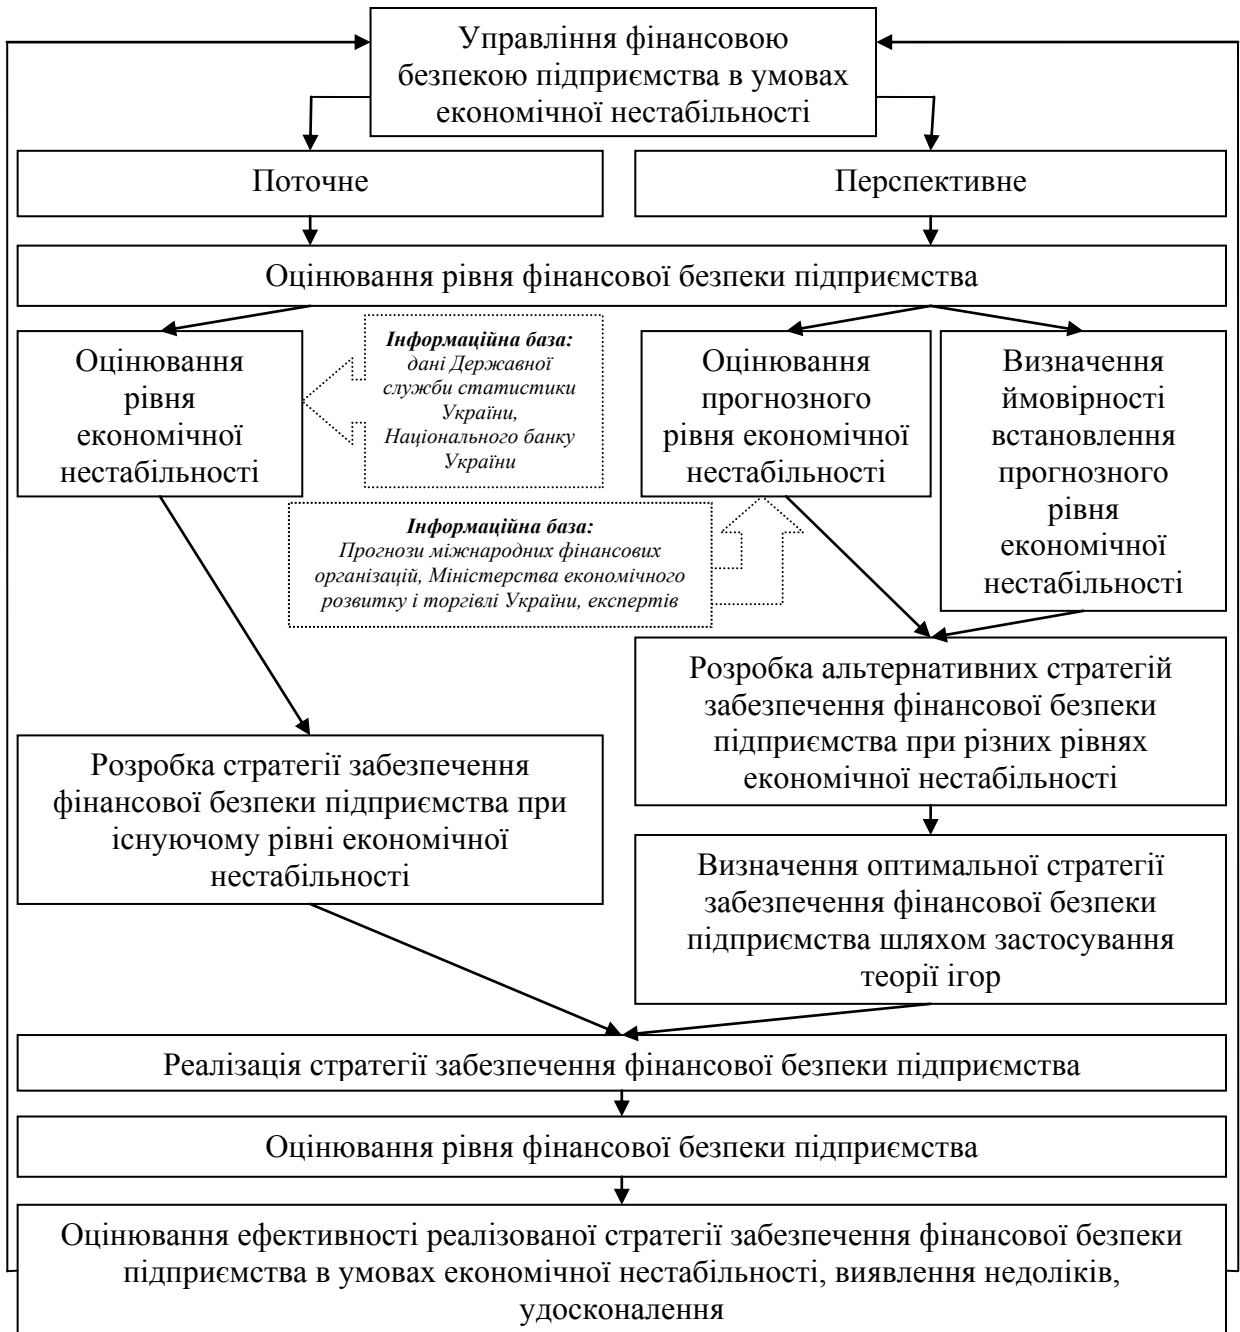 Управління фінансовою
безпекою підприємства в умовах
економічної нестабільності
Поточне
Перспективне
Оцінювання рівня фінансової безпеки підприємства
Оцінювання
рівня
економічної
нестабільності
Інформаційна база:
дані Державної
служби статистики
України,
Національного банку
України
Оцінювання
прогнозного
рівня економічної
нестабільності
Визначення
ймовірності
встановлення
прогнозного
рівня
економічної
нестабільності
Інформаційна база:
Прогнози міжнародних фінансових
організацій, Міністерства економічного
розвитку і торгівлі України, експертів
Розробка альтернативних стратегій
забезпечення фінансової безпеки
підприємства при різних рівнях
економічної нестабільності
Розробка стратегії забезпечення
фінансової безпеки підприємства при
існуючому рівні економічної
нестабільності
Визначення оптимальної стратегії
забезпечення фінансової безпеки
підприємства шляхом застосування
теорії ігор
Реалізація стратегії забезпечення фінансової безпеки підприємства
Оцінювання рівня фінансової безпеки підприємства
Оцінювання ефективності реалізованої стратегії забезпечення фінансової безпеки
підприємства в умовах економічної нестабільності, виявлення недоліків,
удосконалення